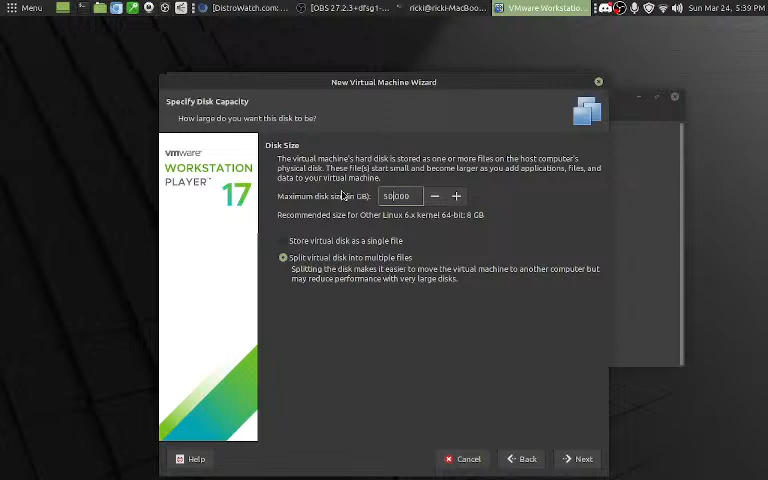 Menu
[DistroWatch.com: ...
[OBS 27.2.3+dfsg1-...
ricki@ricki-MacBoo...
VMware Workstatio...
Sun Mar 24, 5:39 PM
New Virtual Machine Wizard
Specify Disk Capacity
How large do you want this disk to be?
vmware
WORKSTATION
PLAYER™
17
Disk Size
The virtual machine's hard disk is stored as one or more files on the host computer's
physical disk. These file(s) start small and become larger as you add applications, files, and
data to your virtual machine.
Maximum disk size (in GB):
50.000
Recommended size for Other Linux 6.x kernel 64-bit: 8 GB
Store virtual disk as a single file
Split virtual disk into multiple files
Splitting the disk makes it easier to move the virtual machine to another computer but
may reduce performance with very large disks.
Help
Cancel
Back
Next